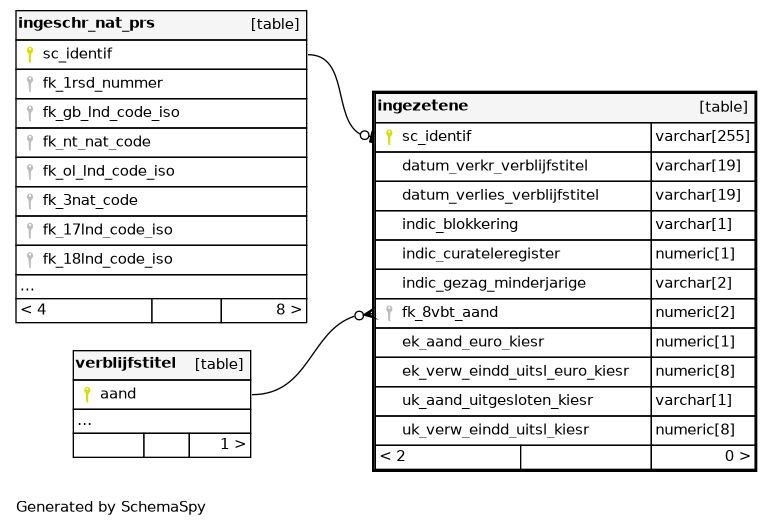 ingeschr_nat_prs [table]
sc_identif
fk_1rsd_nummer
fk_gb_lnd_code_iso
fk_nt_nat_code
fk_ol_lnd_code_iso
fk_3nat_code
fk_17lnd_code_iso
fk_18lnd_code_iso
...
< 4 8 >
verblijfstitel [table]
aand
...
1 >
ingezetene [table]
sc_identif varchar[255]
datum_verkr_verblijfstitel varchar[19]
datum_verlies_verblijfstitel varchar[19]
indic_blokkering varchar[1]
indic_curateleregister numeric[1]
indic_gezag_minderjarige varchar[2]
fk_8vbt_aand numeric[2]
ek_aand_euro_kiesr numeric[1]
ek_verw_eindd_uitsl_euro_kiesr numeric[8]
uk_aand_uitgesloten_kiesr varchar[1]
uk_verw_eindd_uitsl_kiesr numeric[8]
< 2 0 >
Generated by SchemaSpy